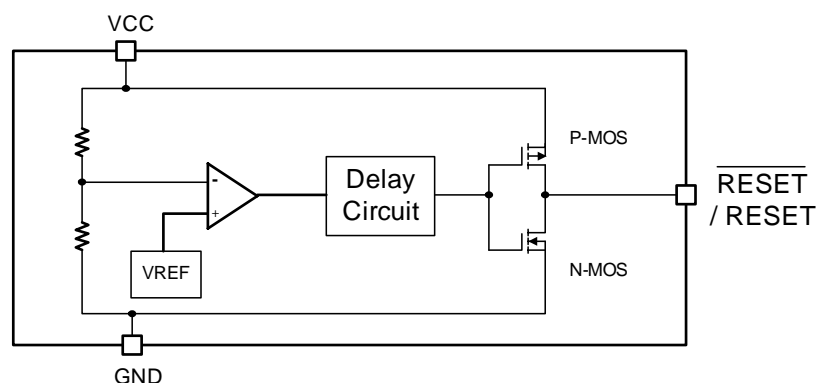 VCC
P-MOS
-
Delay
Circuit
RESET
/ RESET
+
VREF
N-MOS
GND